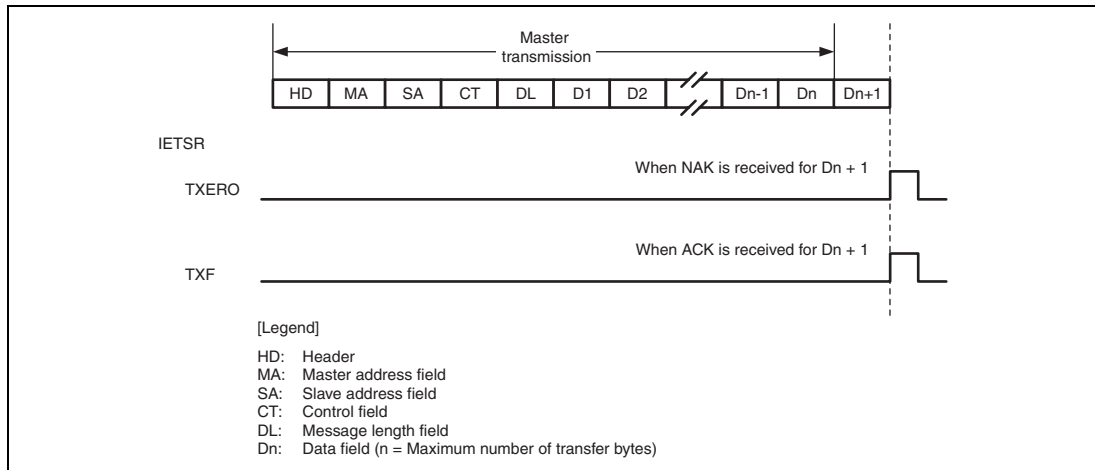 Master
transmission
HD MA SA CT DL D1 D2 Dn-1 Dn Dn+1
IETSR
When NAK is received for Dn + 1
TXERO
When ACK is received for Dn + 1
TXF
[Legend]
HD: Header
MA: Master address field
SA: Slave address field
CT: Control field
DL: Message length field
Dn: Data field (n = Maximum number of transfer bytes)